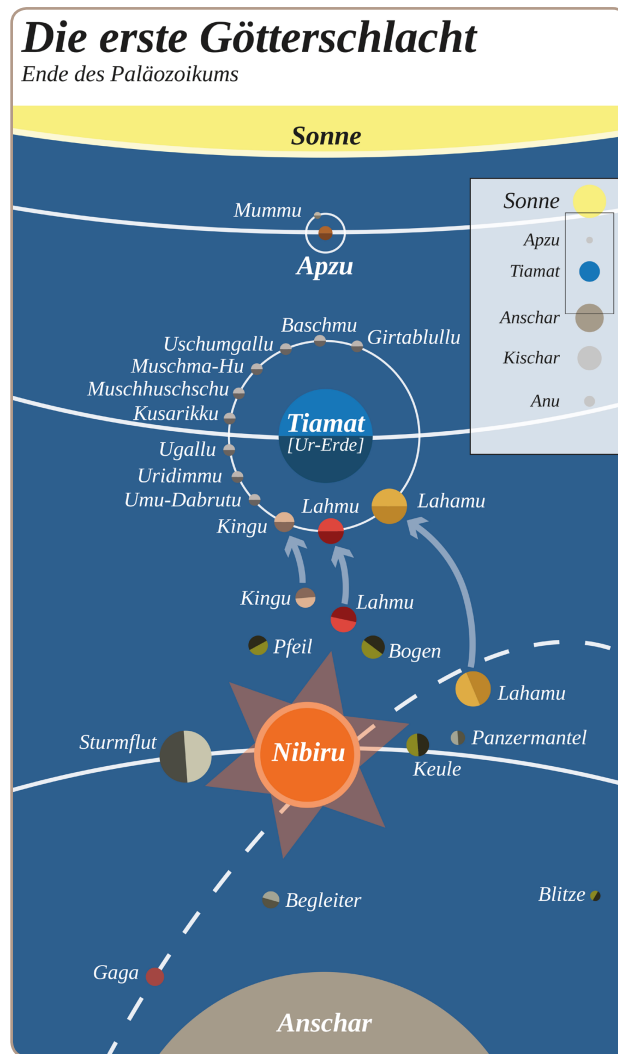 Die erste Götterschlacht
Ende des Paläozoikums
Sonne
Mummu
Apzu
Sonne
Apzu
Tiamat
Anschar
Kischar
Anu
Baschmu
Girtablullu
Uschumgallu
Muschma-Hu
Muschhuschschu
Kusarikku
Ugallu
Uridimmu
Umu-Dabrutu
Kingu
Lahmu
Lahamu
Tiamat
[Ur-Erde]
Kingu
Lahmu
Pfeil
Bogen
Lahamu
Sturmflut
Nibiru
Panzermantel
Keule
Begleiter
Blitze
Gaga
Anschar